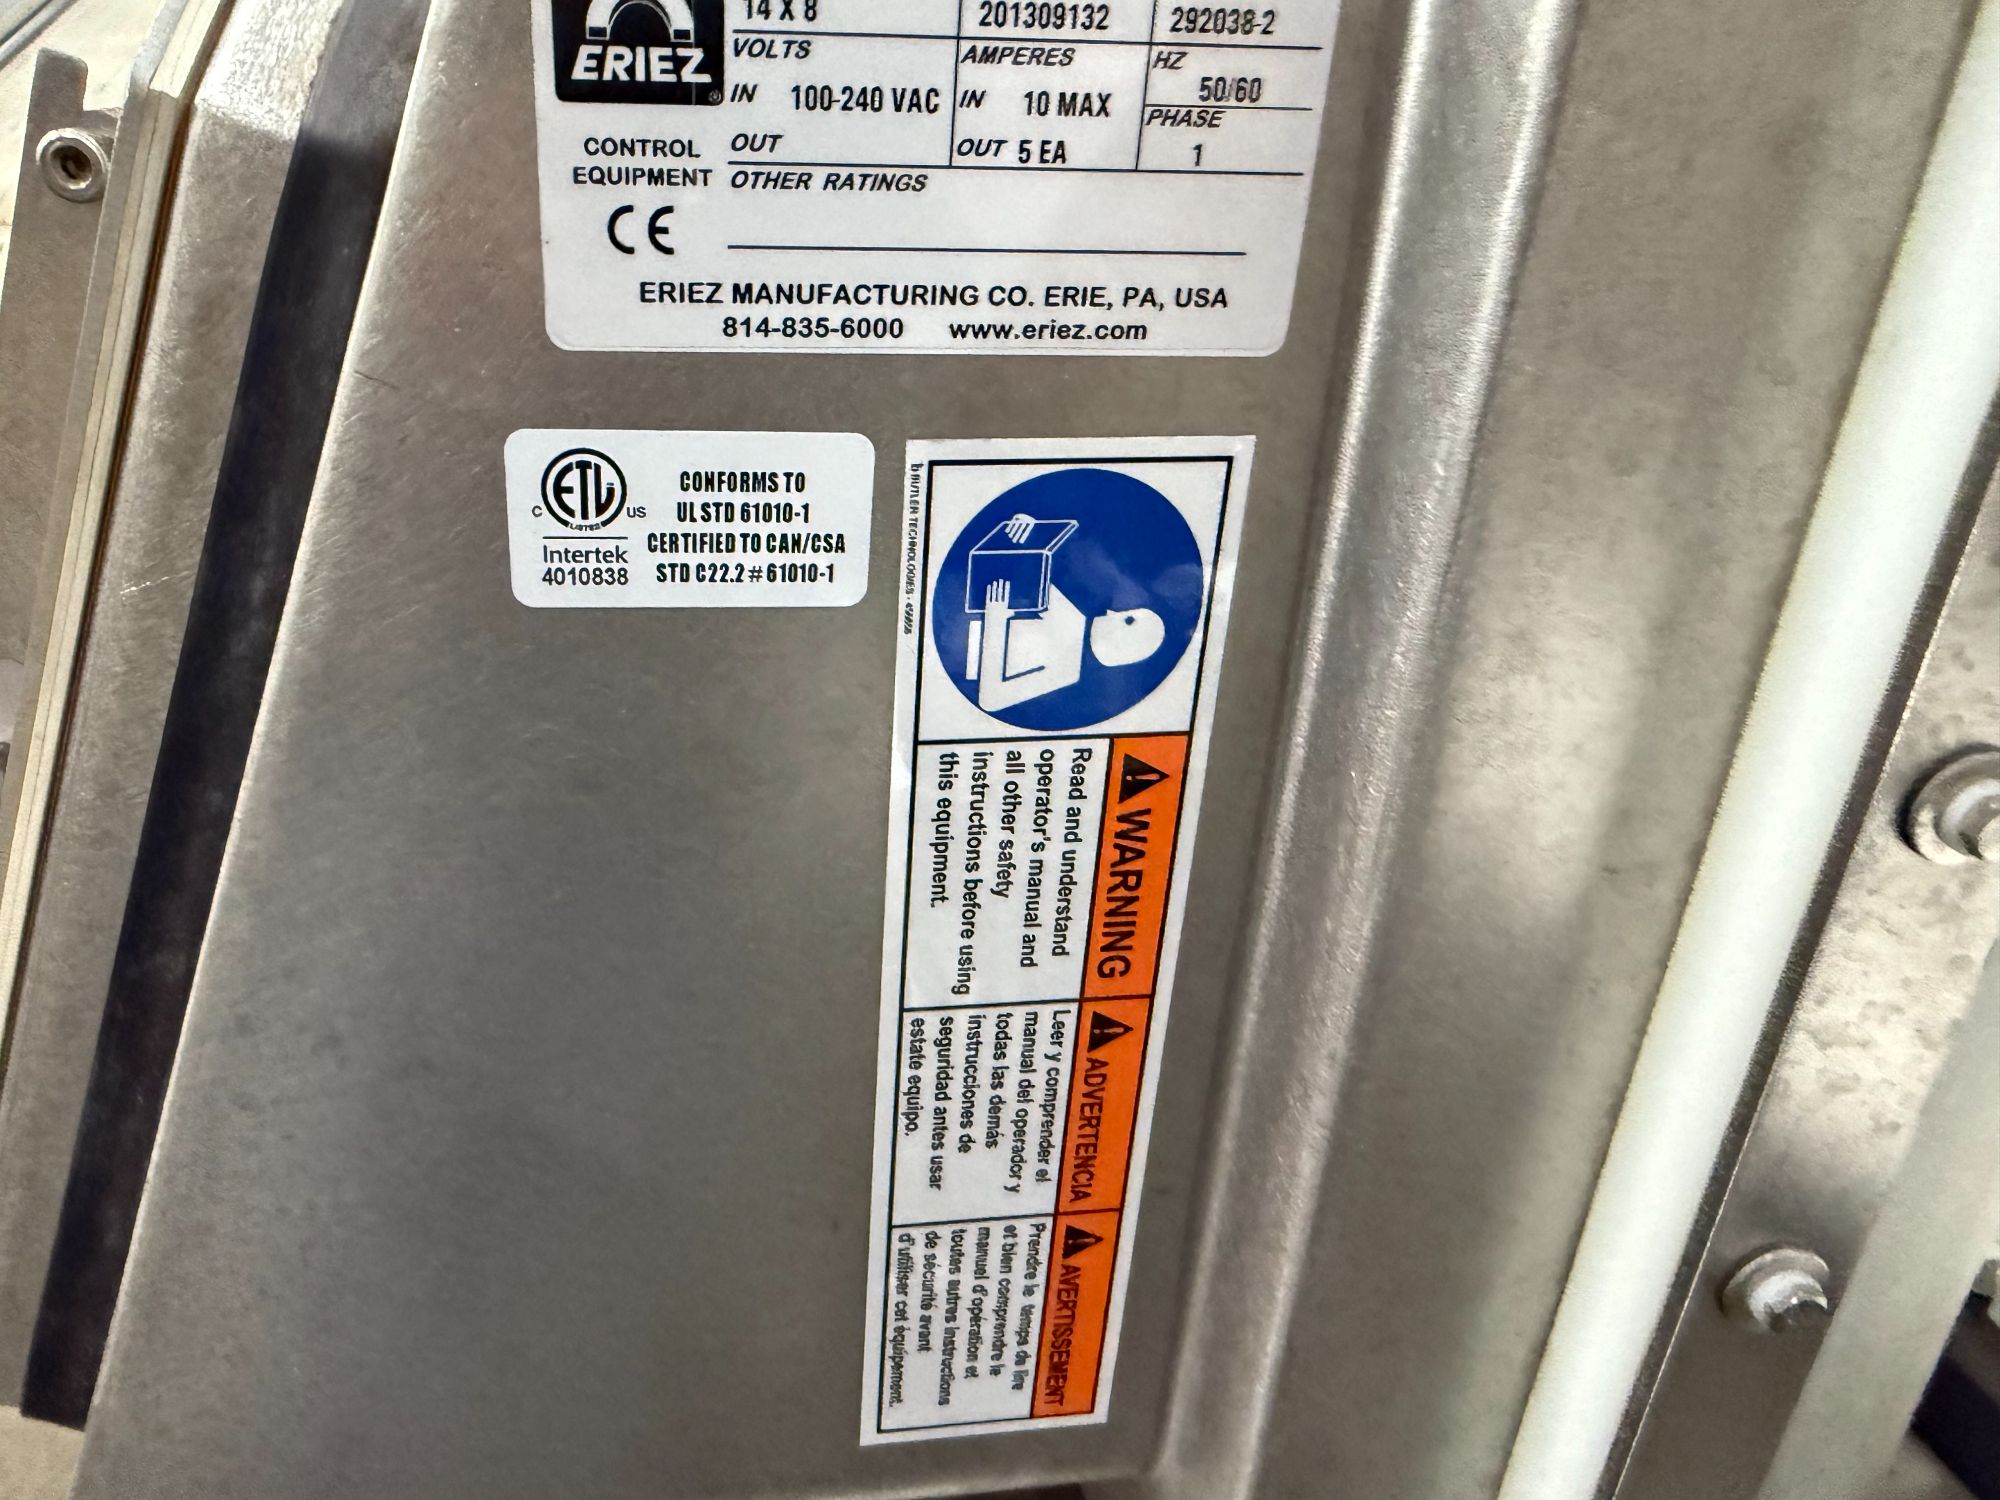 ERIEZ
®
14 X 8
201309132
292038-2
VOLTS
IN 100-240 VAC
OUT
AMPERES
IN 10 MAX
OUT 5 EA
HZ
50/60
PHASE
1
CONTROL
EQUIPMENT
OTHER RATINGS
CE
ERIEZ MANUFACTURING CO. ERIE, PA, USA
814-835-6000 www.eriez.com
ETL
LISTED
C US
Intertek
4010838
CONFORMS TO
UL STD 61010-1
CERTIFIED TO CAN/CSA
STD C22.2 # 61010-1
BUTLER TECHNOLOGIES
WARNING
Read and understand
operator's manual and
all other safety
instructions before using
this equipment.
ADVERTENCIA
Leer y comprender el
manual del operador y
todas las demás
instrucciones de
seguridad antes usar
estate equipo.
AVERTISSEMENT
Prendre le temps de lire
et bien comprendre le
manuel d'opération et
toutes autres instructions
de sécurité avant
d'utiliser cet équipement.